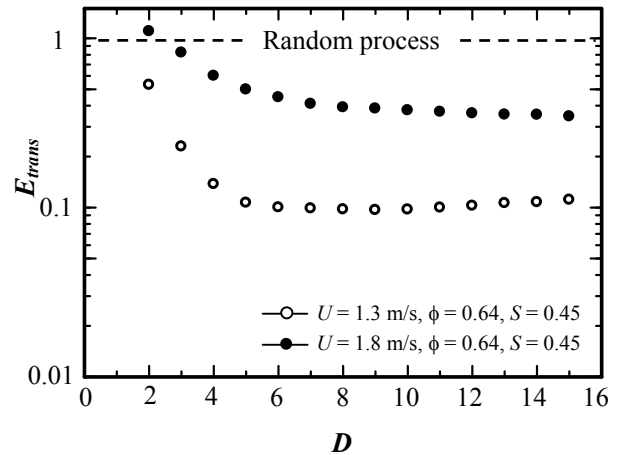 1
Random process
E_trans
0.1
U = 1.3 m/s, ϕ = 0.64, S = 0.45
U = 1.8 m/s, ϕ = 0.64, S = 0.45
0.01
0 2 4 6 8 10 12 14 16
D